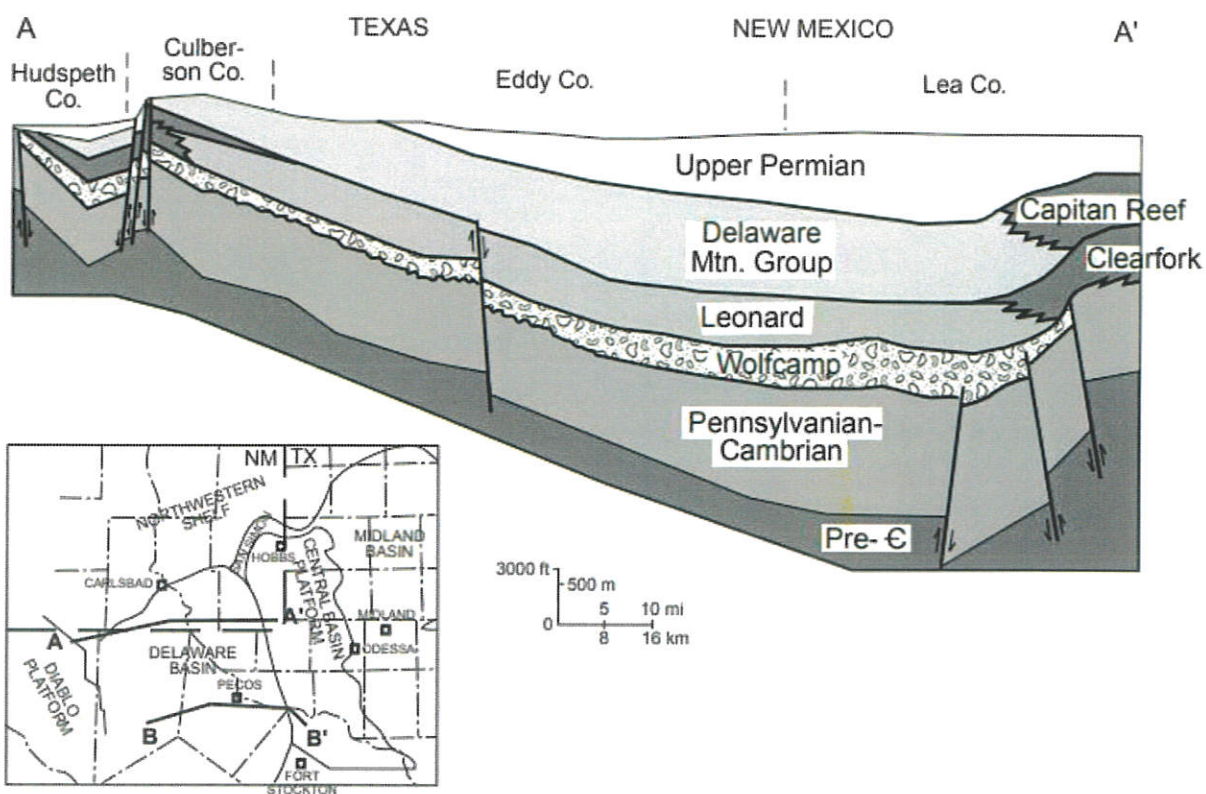 A
TEXAS
NEW MEXICO
A'
Hudspeth
Co.
Culber-
son Co.
Eddy Co.
Lea Co.
Upper Permian
Capitan Reef
Delaware
Mtn. Group
Clearfork
Leonard
Wolfcamp
Pennsylvanian-
Cambrian
Pre- Є
3000 ft
500 m
0
5
10 mi
8
16 km
NM
TX
NORTHWESTERN
SHELF
SAN SIMON
HOBBS
CENTRAL BASIN
PLATFORM
MIDLAND
BASIN
CARLSBAD
A
A'
MIDLAND
ODESSA
DELAWARE
BASIN
DIABLO
PLATFORM
PECOS
B
B'
FORT
STOCKTON